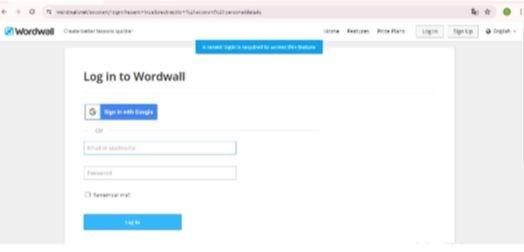 wordwall.net/account/login?recent=true&redirectto=%2faccount%2fpersonaldetails
Wordwall Create better lessons quicker Home Features Price Plans Log In Sign Up English
A recent login is required to access this feature
Log in to Wordwall
G Sign in with Google
OR
Email or username
Password
Remember me?
Log In